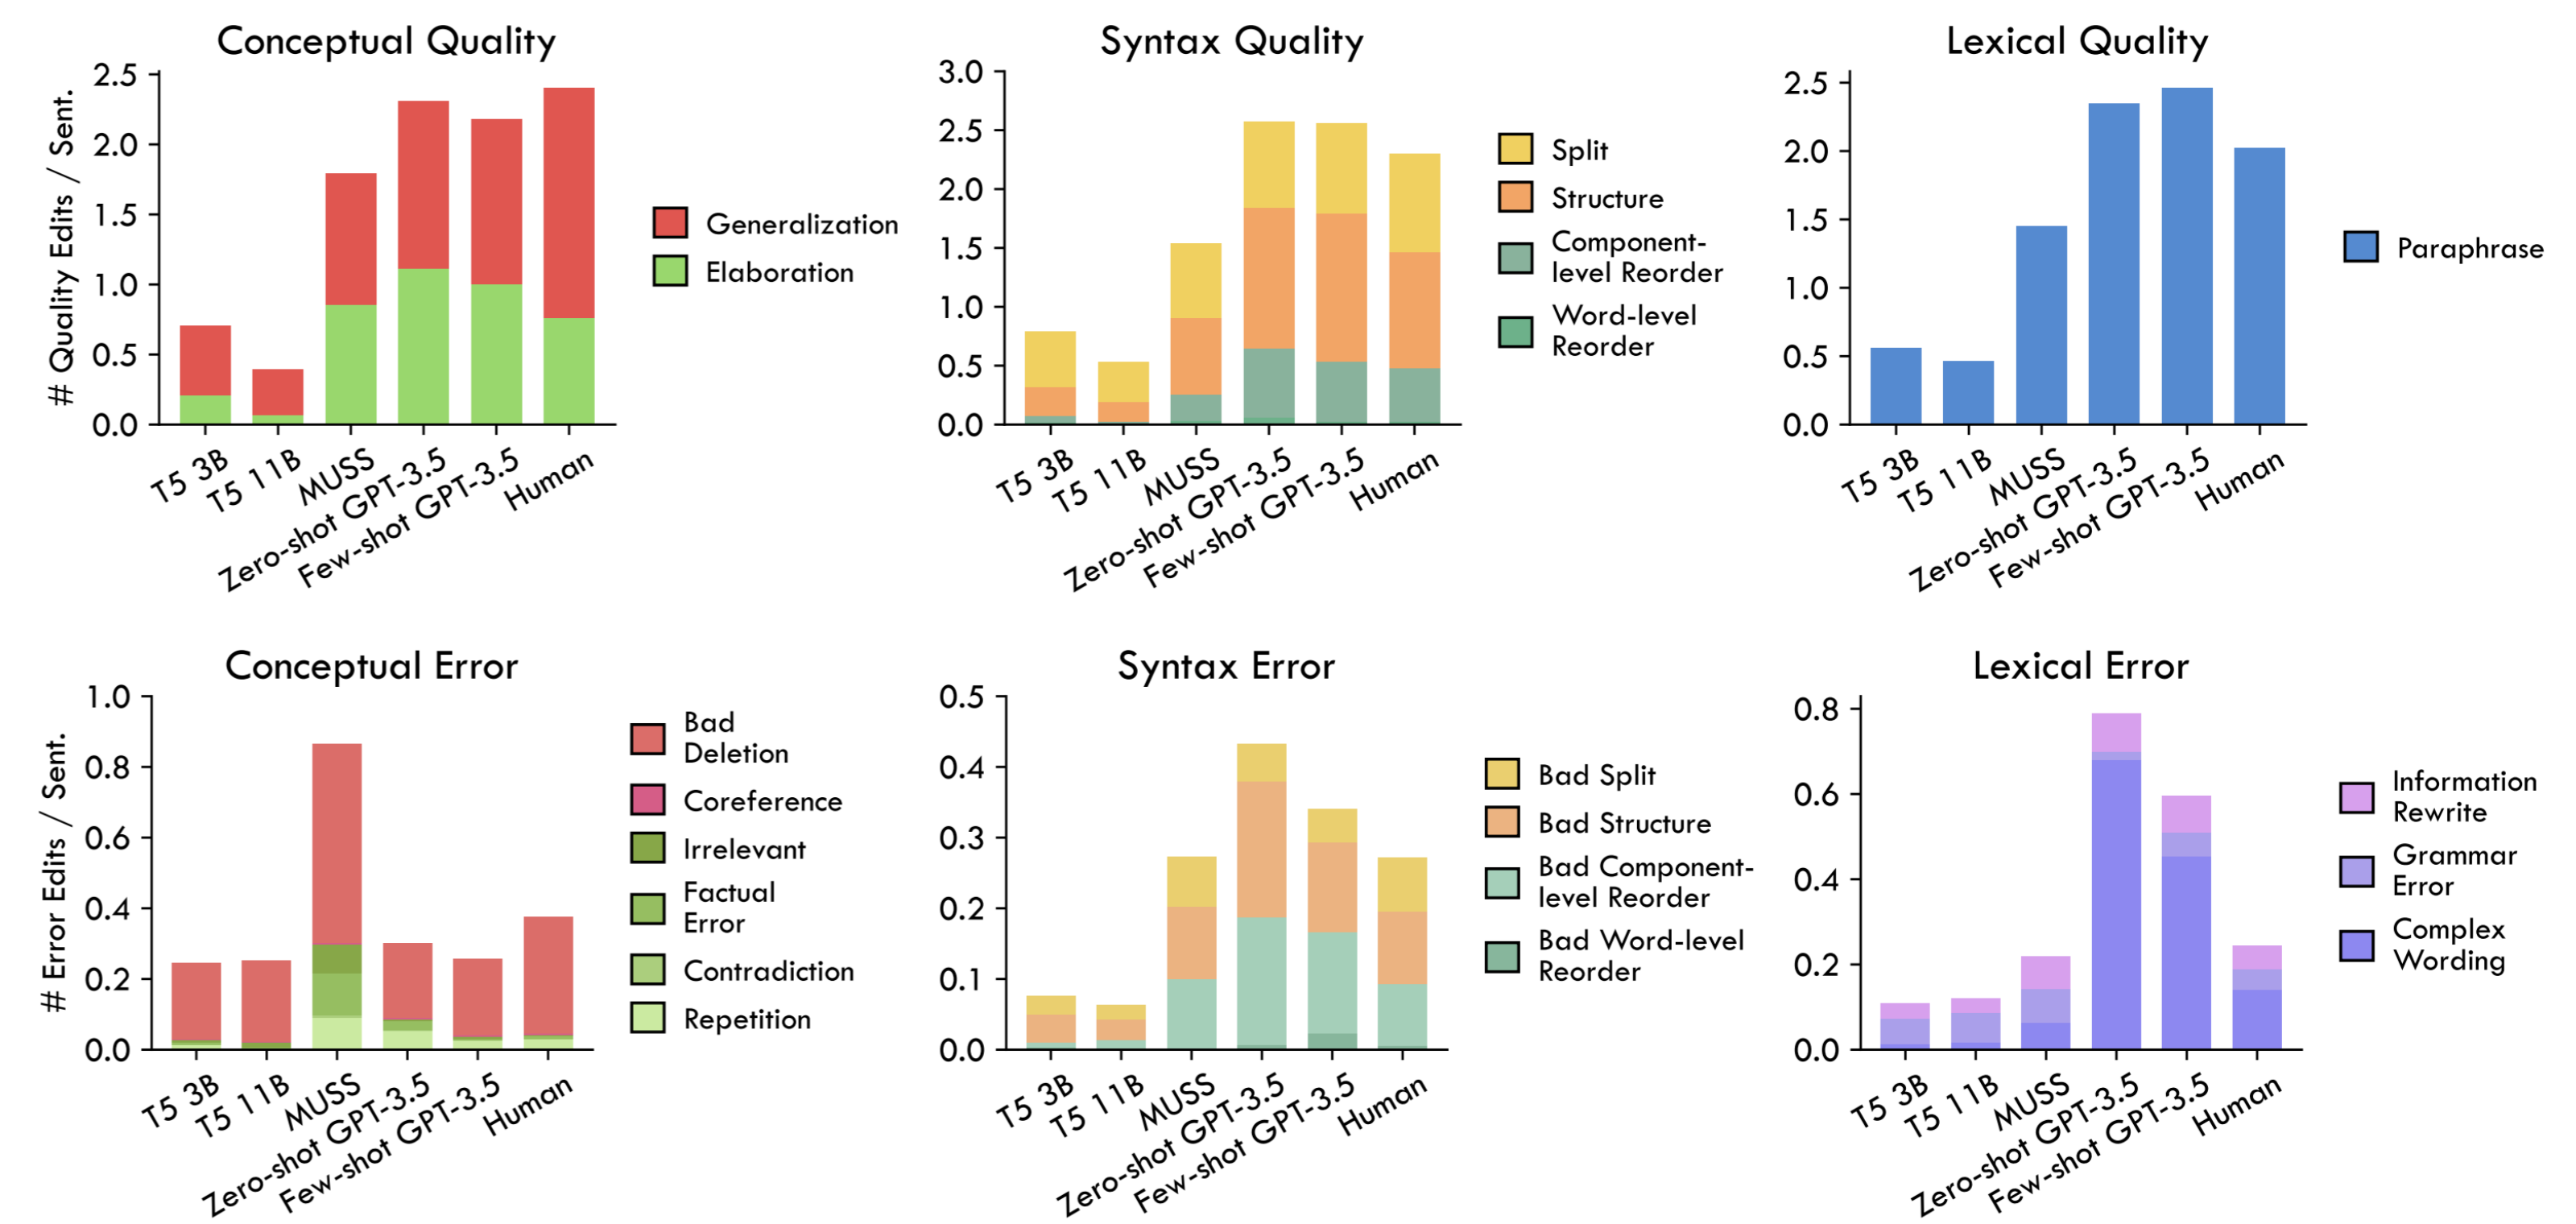 Conceptual Quality
# Quality Edits / Sent.
2.5
2.0
1.5
1.0
0.5
0.0
T5 3B
T5 11B
MUSS
Zero-shot GPT-3.5
Few-shot GPT-3.5
Human
Generalization
Elaboration
Syntax Quality
3.0
2.5
2.0
1.5
1.0
0.5
0.0
T5 3B
T5 11B
MUSS
Zero-shot GPT-3.5
Few-shot GPT-3.5
Human
Split
Structure
Component-
level Reorder
Word-level
Reorder
Lexical Quality
2.5
2.0
1.5
1.0
0.5
0.0
T5 3B
T5 11B
MUSS
Zero-shot GPT-3.5
Few-shot GPT-3.5
Human
Paraphrase
Conceptual Error
# Error Edits / Sent.
1.0
0.8
0.6
0.4
0.2
0.0
T5 3B
T5 11B
MUSS
Zero-shot GPT-3.5
Few-shot GPT-3.5
Human
Bad
Deletion
Coreference
Irrelevant
Factual
Error
Contradiction
Repetition
Syntax Error
0.5
0.4
0.3
0.2
0.1
0.0
T5 3B
T5 11B
MUSS
Zero-shot GPT-3.5
Few-shot GPT-3.5
Human
Bad Split
Bad Structure
Bad Component-
level Reorder
Bad Word-level
Reorder
Lexical Error
0.8
0.6
0.4
0.2
0.0
T5 3B
T5 11B
MUSS
Zero-shot GPT-3.5
Few-shot GPT-3.5
Human
Information
Rewrite
Grammar
Error
Complex
Wording